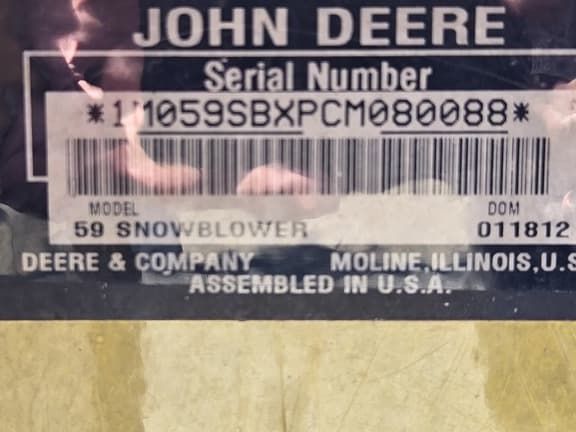 JOHN DEERE
Serial Number
*1M059SBXPCM080088*
MODEL DOM
59 SNOWBLOWER 011812
DEERE & COMPANY MOLINE,ILLINOIS,U.S
ASSEMBLED IN U.S.A.